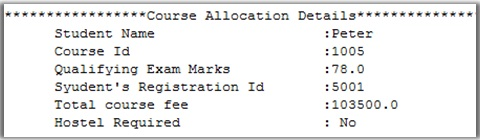 *****************Course Allocation Details**************
Student Name :Peter
Course Id :1005
Qualifying Exam Marks :78.0
Syudent's Registration Id :5001
Total course fee :103500.0
Hostel Required : No